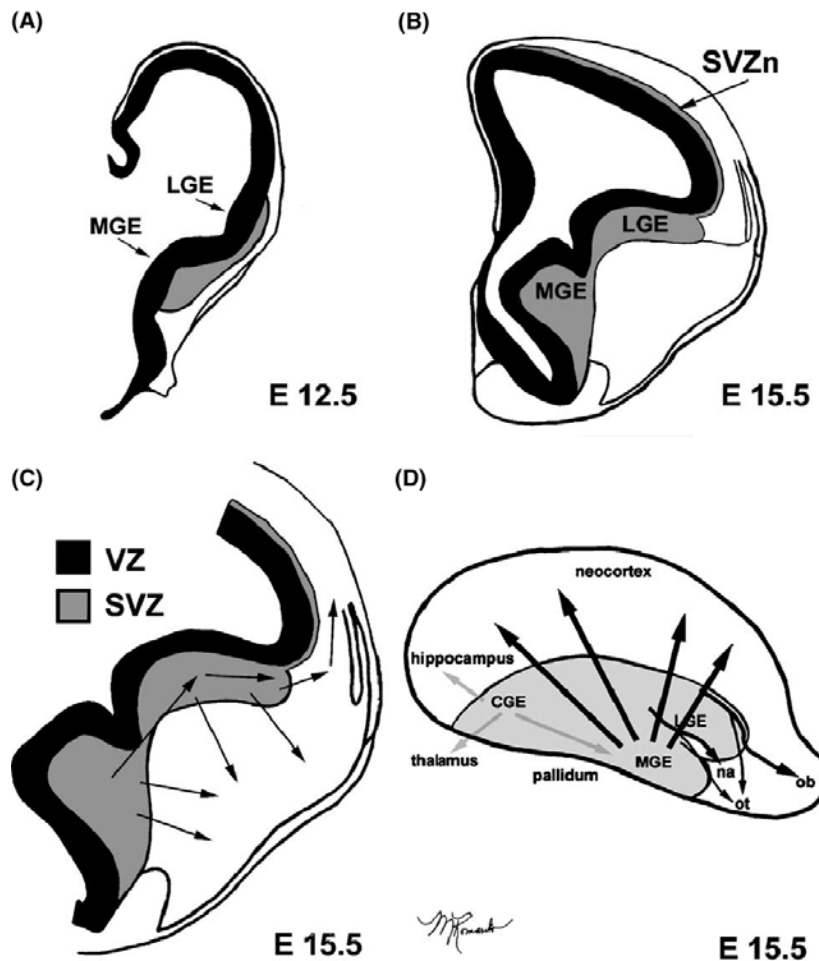 (A)
(B)
SVZn
LGE
MGE
LGE
MGE
E 12.5
E 15.5
(C)
(D)
VZ
SVZ
neocortex
hippocampus
CGE
LGE
thalamus
pallidum
MGE
na
ob
ot
E 15.5
E 15.5